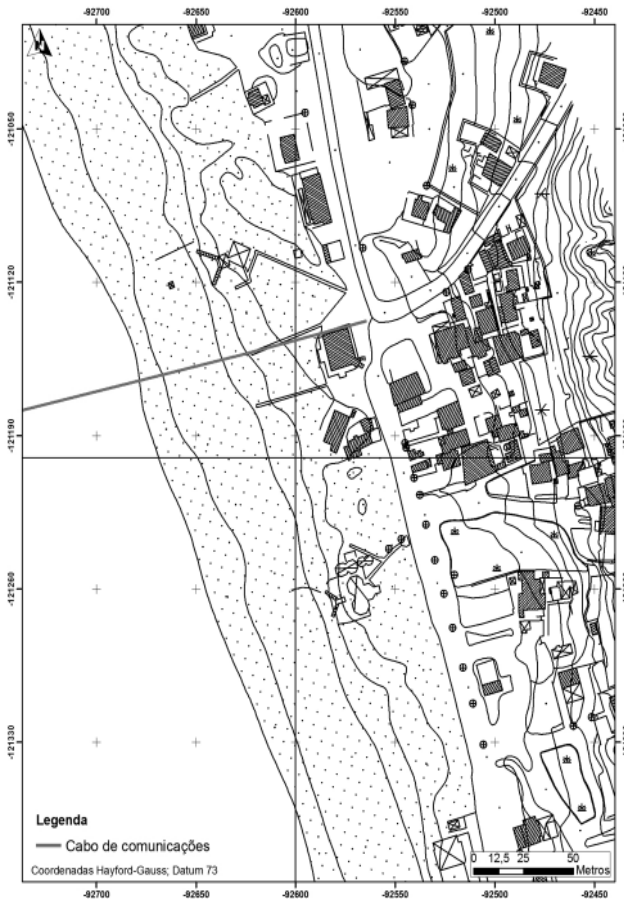 -92700 -92650 -92600 -92550 -92500 -92450
N
-121050
-121120
-121190
-121260
-121330
Legenda
Cabo de comunicações
Coordenadas Hayford-Gauss; Datum 73
0 12,5 25 50
Metros
-92700 -92650 -92600 -92550 -92500 -92450